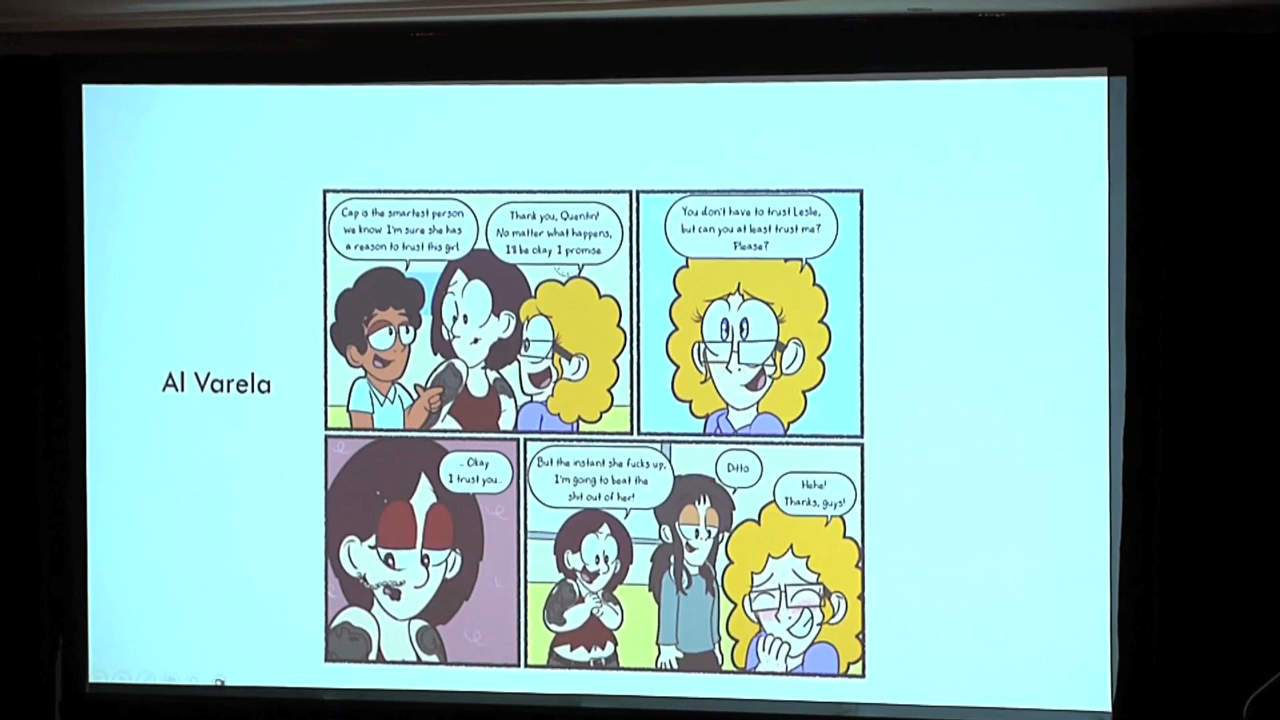 Al Varela
Cap is the smartest person
we know I'm sure she has
a reason to trust this girl
Thank you, Quentin!
No matter what happens,
I'll be okay I promise
You don't have to trust Leslie,
but can you at least trust me?
Please?
...Okay
I trust you...
But the instant she fucks up,
I'm going to beat the
shit out of her!
Ditto
Hehe!
Thanks, guys!